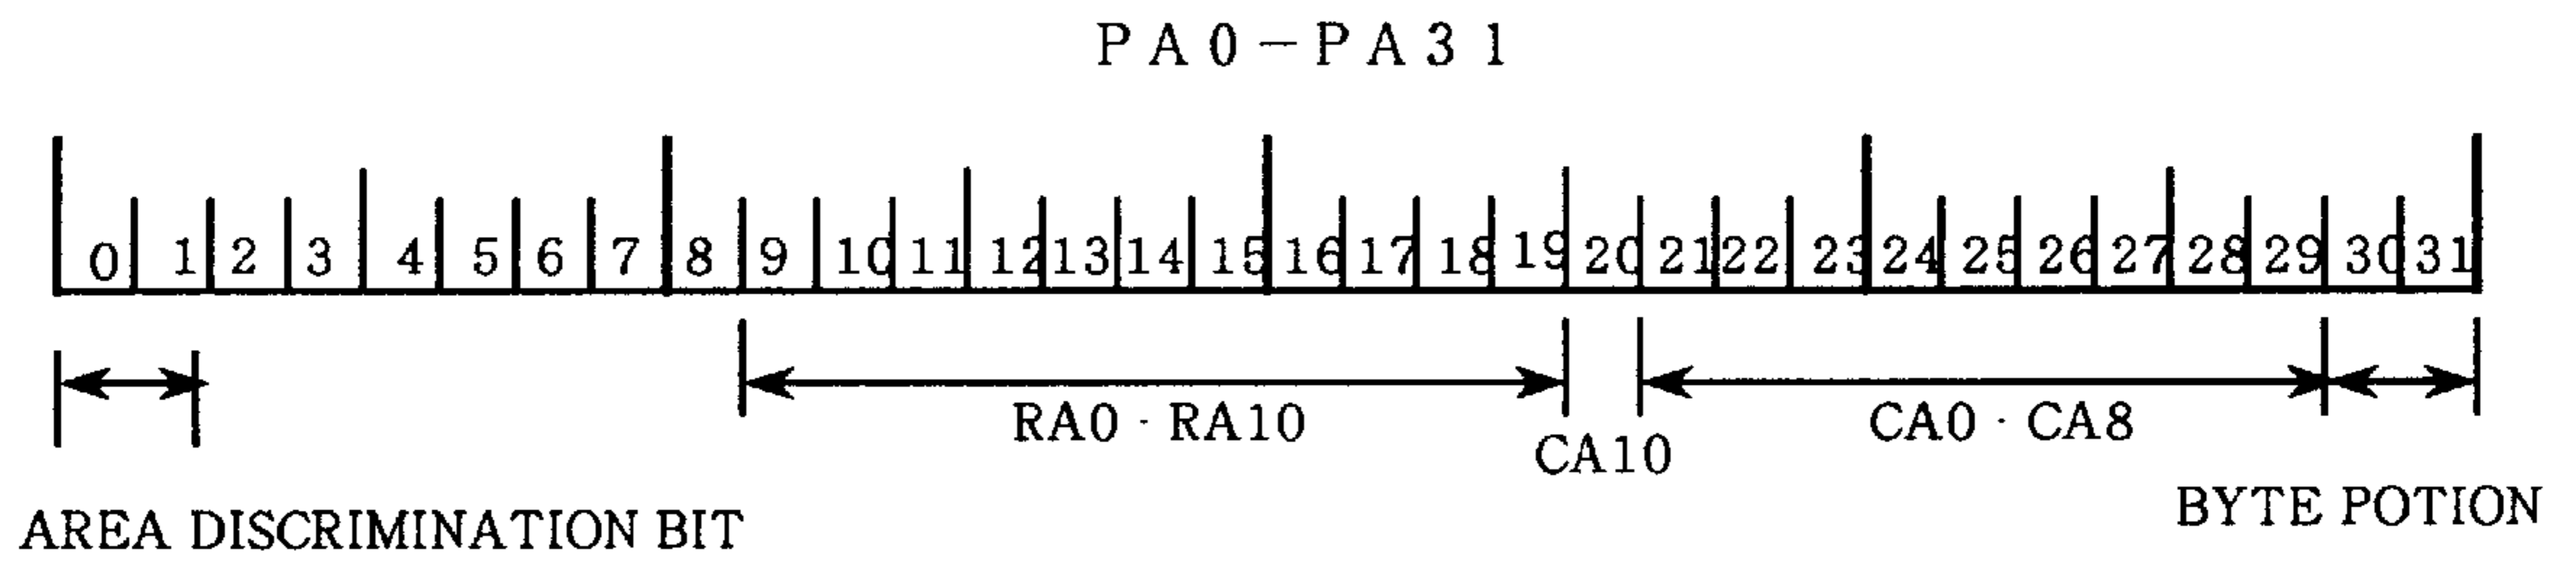 PA0-PA31
0 1 2 3 4 5 6 7 8 9 10 11 12 13 14 15 16 17 18 19 20 21 22 23 24 25 26 27 28 29 30 31
RA0 · RA10
CA10
CA0 · CA8
AREA DISCRIMINATION BIT
BYTE POTION